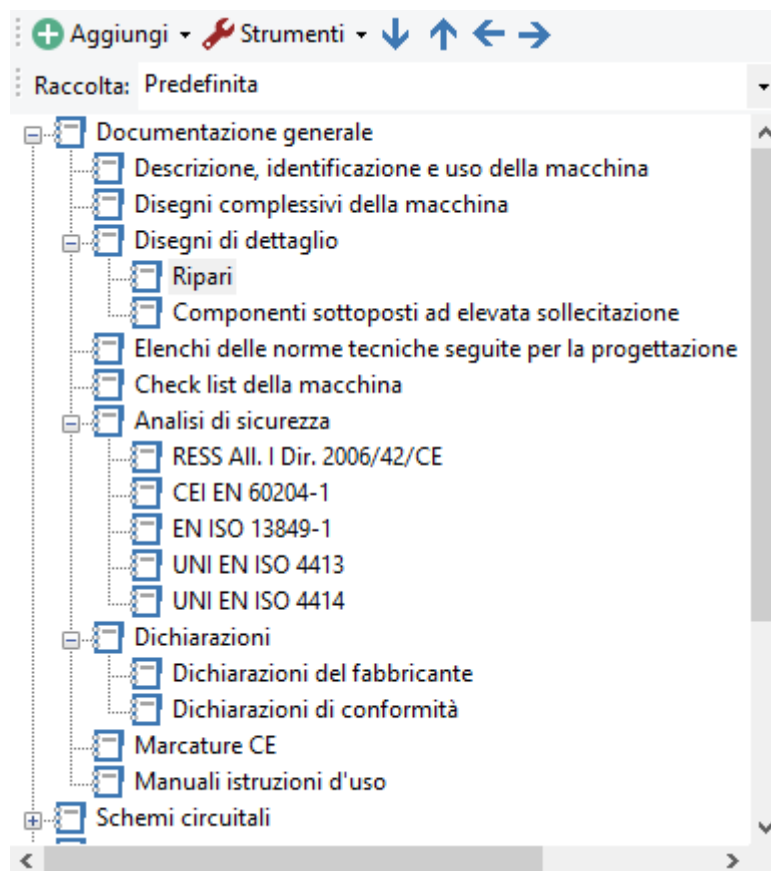 Aggiungi Strumenti
Raccolta: Predefinita
Documentazione generale
Descrizione, identificazione e uso della macchina
Disegni complessivi della macchina
Disegni di dettaglio
Ripari
Componenti sottoposti ad elevata sollecitazione
Elenchi delle norme tecniche seguite per la progettazione
Check list della macchina
Analisi di sicurezza
RESS All. I Dir. 2006/42/CE
CEI EN 60204-1
EN ISO 13849-1
UNI EN ISO 4413
UNI EN ISO 4414
Dichiarazioni
Dichiarazioni del fabbricante
Dichiarazioni di conformità
Marcature CE
Manuali istruzioni d'uso
Schemi circuitali